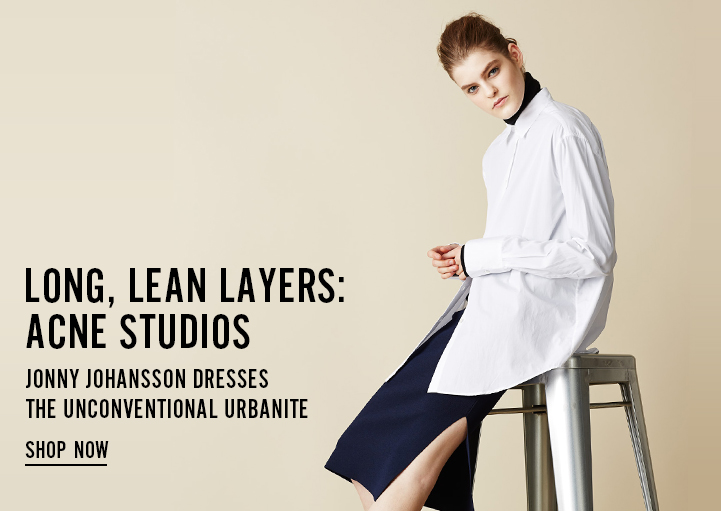 LONG, LEAN LAYERS:
ACNE STUDIOS
JONNY JOHANSSON DRESSES
THE UNCONVENTIONAL URBANITE
SHOP NOW